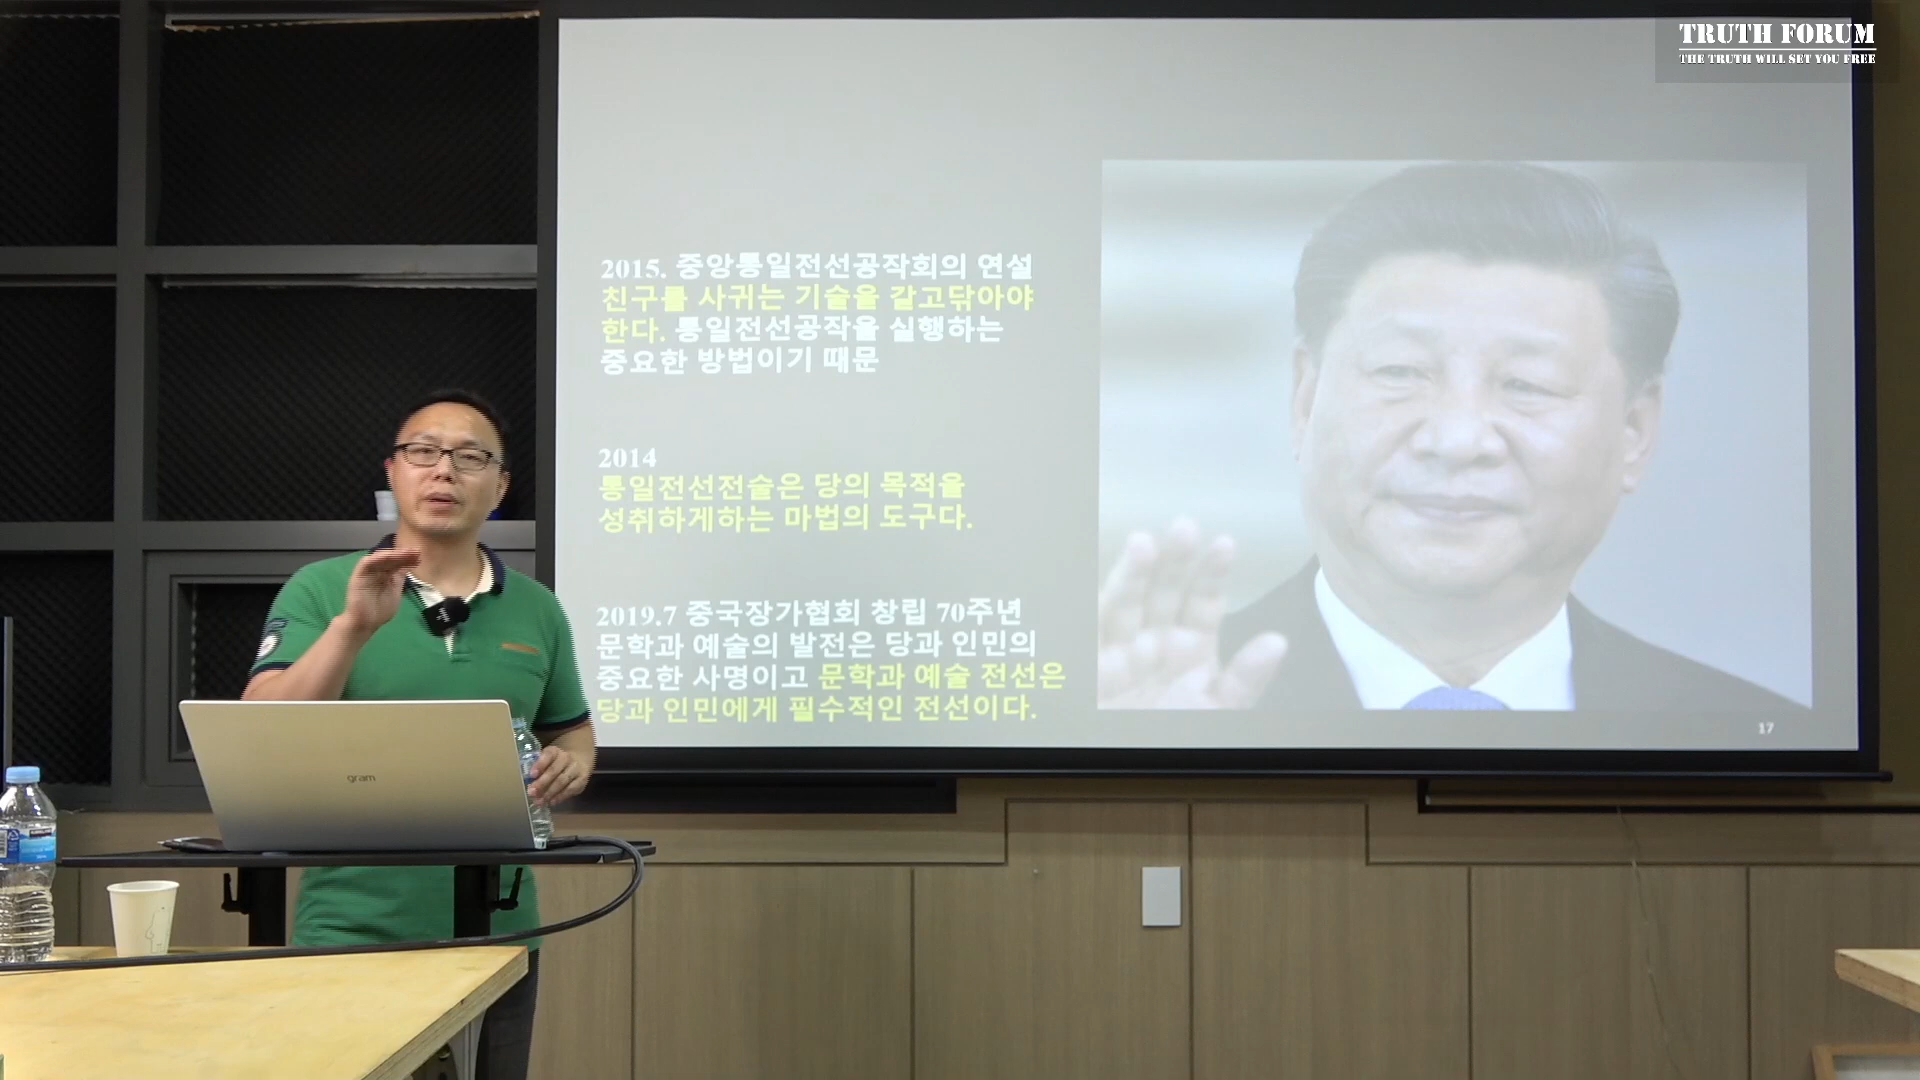 TRUTH FORUM
THE TRUTH WILL SET YOU FREE
2015. 중앙통일전선공작회의 연설
친구를 사귀는 기술을 갈고닦아야
한다. 통일전선공작을 실행하는
중요한 방법이기 때문
2014
통일전선전술은 당의 목적을
성취하게하는 마법의 도구다.
2019.7 중국장가협회 창립 70주년
문학과 예술의 발전은 당과 인민의
중요한 사명이고 문학과 예술 전선은
당과 인민에게 필수적인 전선이다.
17
gram